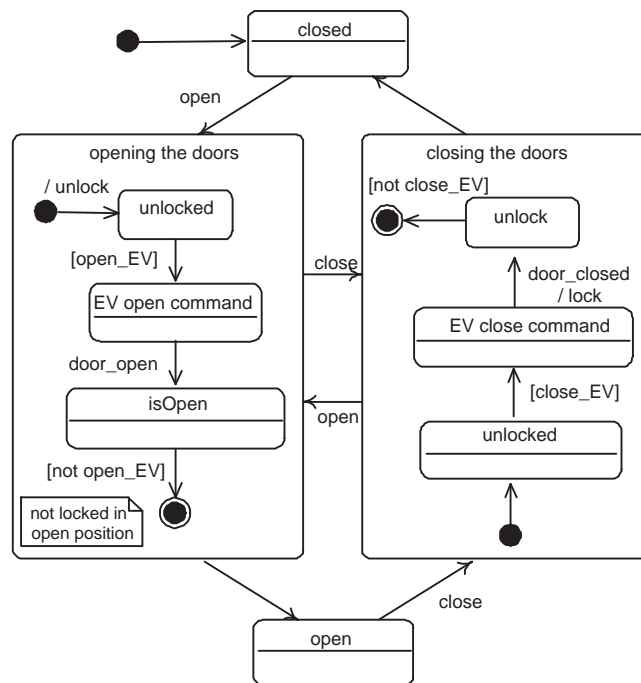 closed
open
opening the doors
/ unlock
unlocked
[open_EV]
EV open command
door_open
isOpen
[not open_EV]
not locked in
open position
close
open
closing the doors
[not close_EV]
unlock
door_closed
/ lock
EV close command
[close_EV]
unlocked
close
open